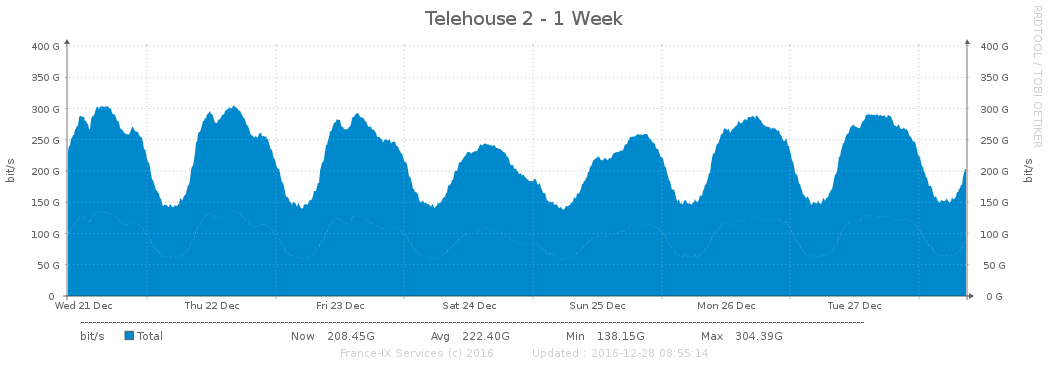 Telehouse 2 - 1 Week
RRDTOOL / TOBI OETIKER
bit/s
400 G 400 G
350 G 350 G
300 G 300 G
250 G 250 G
200 G 200 G
150 G 150 G
100 G 100 G
50 G 50 G
0 0 G
bit/s
Wed 21 Dec Thu 22 Dec Fri 23 Dec Sat 24 Dec Sun 25 Dec Mon 26 Dec Tue 27 Dec
bit/s Total Now 208.45G Avg 222.40G Min 138.15G Max 304.39G
France-IX Services (c) 2016 Updated : 2016-12-28 08:55:14